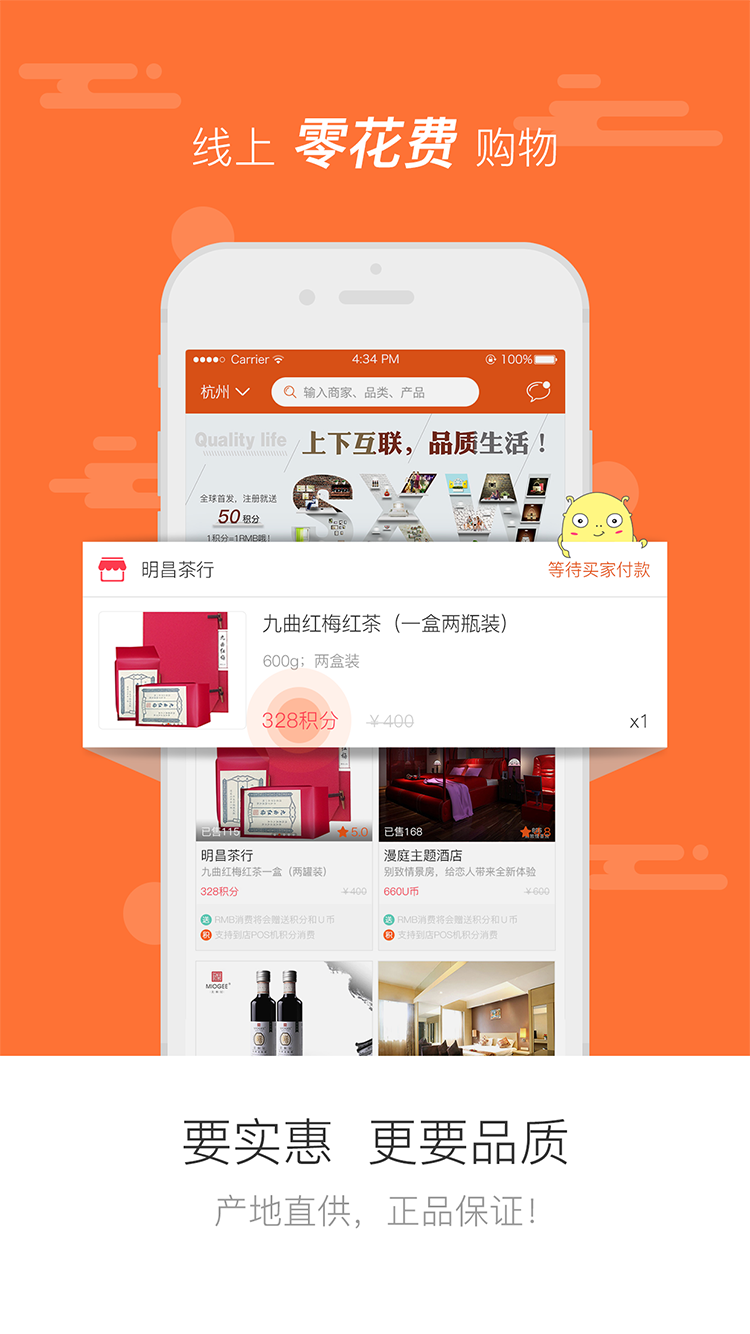 线上 零花费 购物
Carrier 4:34 PM 100%
杭州 输入商家、品类、产品
Quality life 上下互联，品质生活！
SXW
全球首发，注册就送
50 积分
1积分=1RMB哦！
明昌茶行 等待买家付款
九曲红梅红茶（一盒两瓶装）
600g；两盒装
328积分 ￥400 x1
已售115 5.0 已售168
明昌茶行 漫庭主题酒店
九曲红梅红茶一盒（两罐装） 别致情景房，给恋人带来全新体验
328积分 ￥400 660U币 ￥600
送 RMB消费将会赠送积分和U币 送 RMB消费将会赠送积分和U币
积 支持到店POS机积分消费 积 支持到店POS机积分消费
MIOGEE
要实惠 更要品质
产地直供，正品保证！